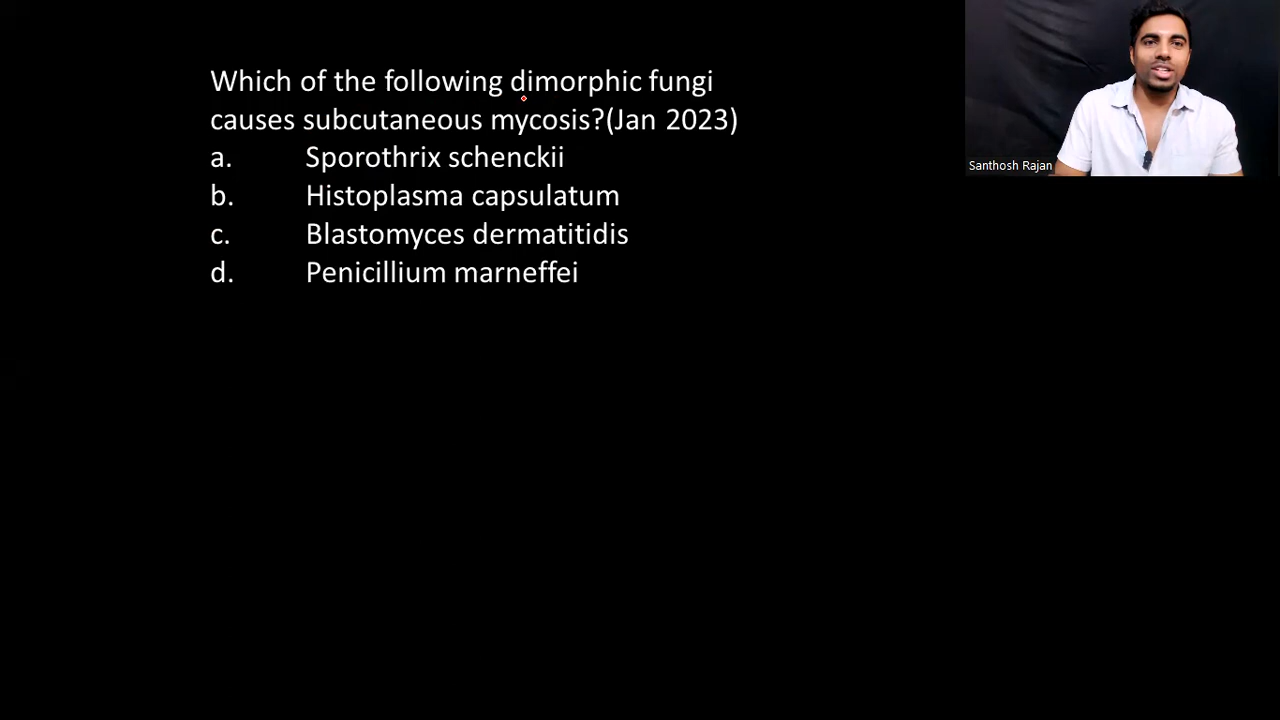 Which of the following dimorphic fungi
causes subcutaneous mycosis?(Jan 2023)
a. Sporothrix schenckii
b. Histoplasma capsulatum
c. Blastomyces dermatitidis
d. Penicillium marneffei
Santhosh Rajan